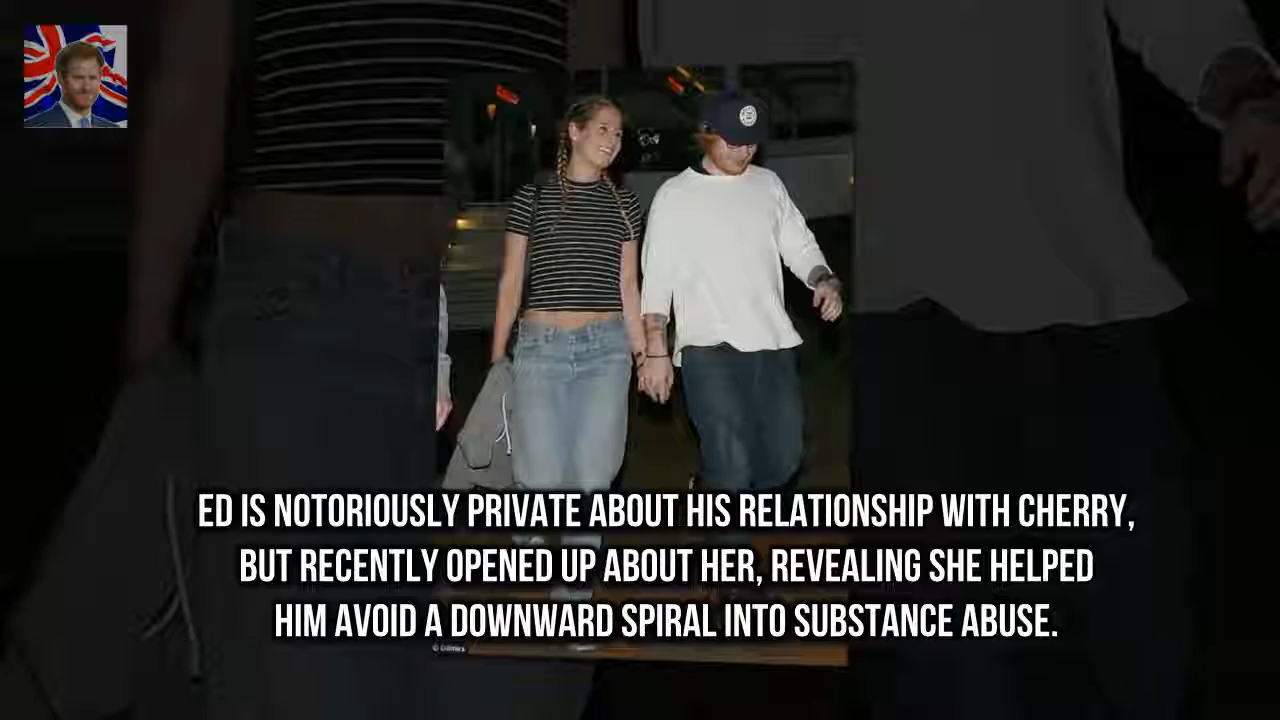 ED IS NOTORIOUSLY PRIVATE ABOUT HIS RELATIONSHIP WITH CHERRY,
BUT RECENTLY OPENED UP ABOUT HER, REVEALING SHE HELPED
HIM AVOID A DOWNWARD SPIRAL INTO SUBSTANCE ABUSE.